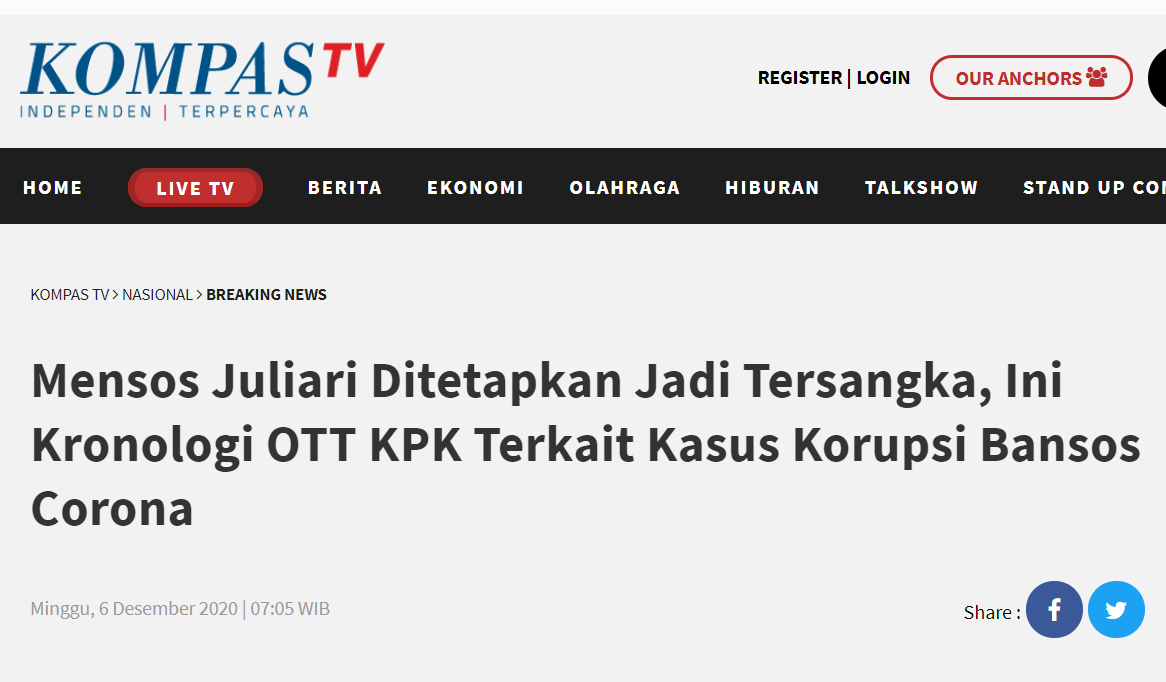 KOMPAS TV
INDEPENDEN | TERPERCAYA
REGISTER | LOGIN
OUR ANCHORS
HOME
LIVE TV
BERITA
EKONOMI
OLAHRAGA
HIBURAN
TALKSHOW
STAND UP
KOMPAS TV > NASIONAL > BREAKING NEWS
Mensos Juliari Ditetapkan Jadi Tersangka, Ini
Kronologi OTT KPK Terkait Kasus Korupsi Bansos
Corona
Minggu, 6 Desember 2020 | 07:05 WIB
Share :